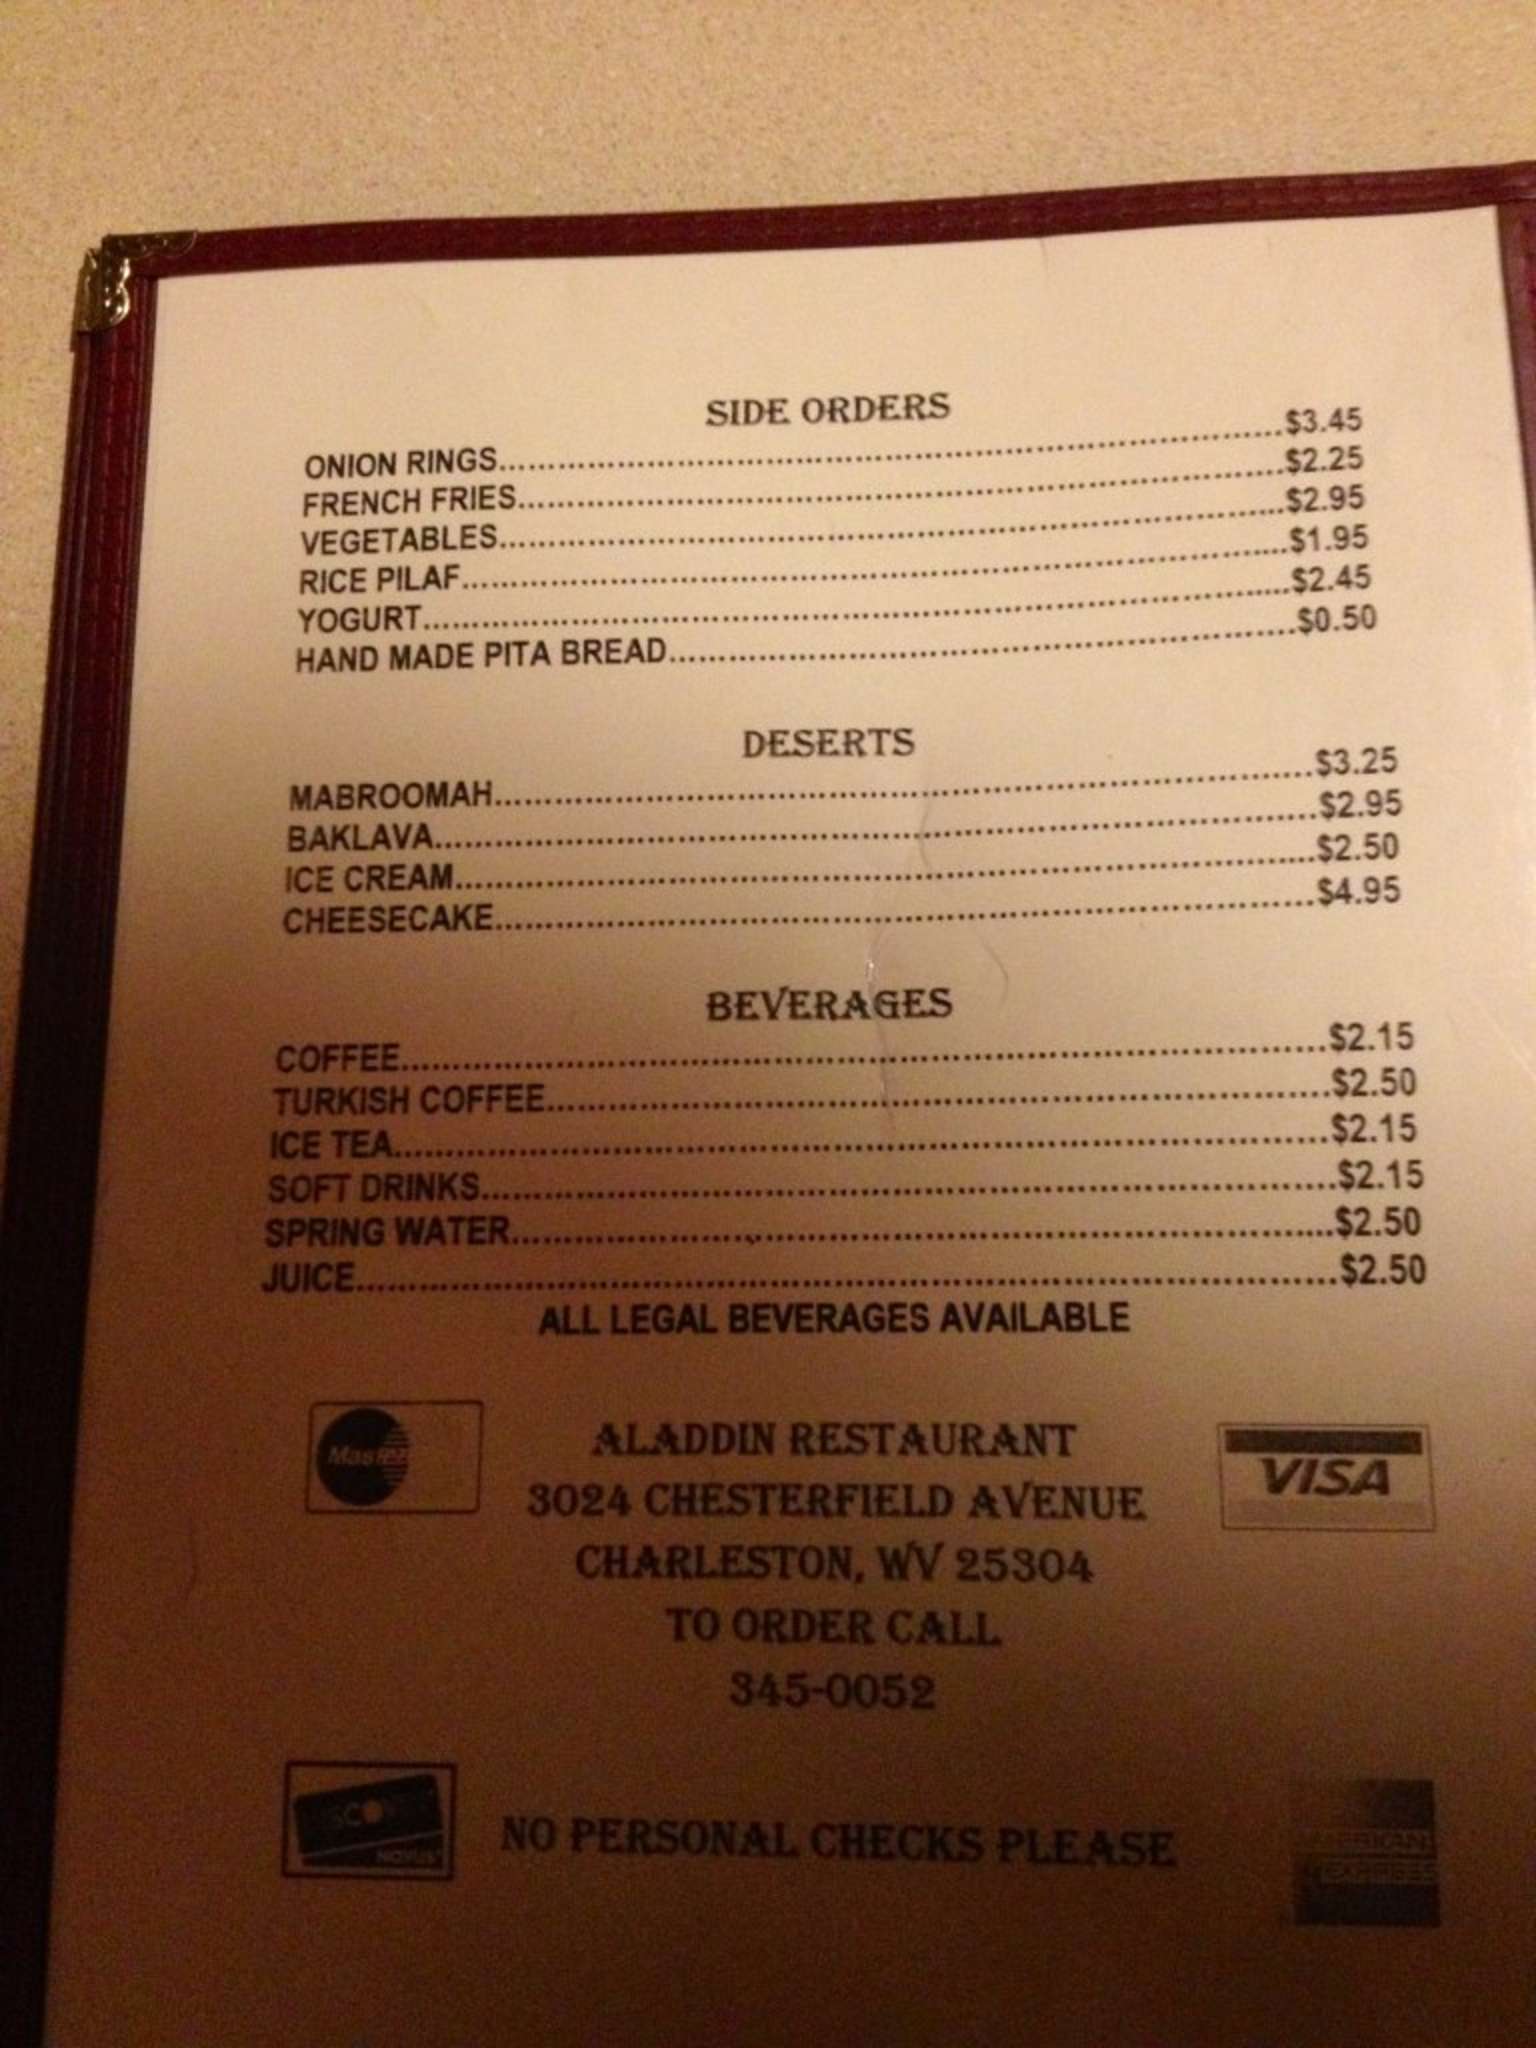 SIDE ORDERS
ONION RINGS........................................$3.45
FRENCH FRIES........................................$2.25
VEGETABLES........................................$2.95
RICE PILAF........................................$1.95
YOGURT........................................$2.45
HAND MADE PITA BREAD........................................$0.50
DESERTS
MABROOMAH........................................$3.25
BAKLAVA........................................$2.95
ICE CREAM........................................$2.50
CHEESECAKE........................................$4.95
BEVERAGES
COFFEE........................................$2.15
TURKISH COFFEE........................................$2.50
ICE TEA........................................$2.15
SOFT DRINKS........................................$2.15
SPRING WATER........................................$2.50
JUICE........................................$2.50
ALL LEGAL BEVERAGES AVAILABLE
ALADDIN RESTAURANT
VISA
3024 CHESTERFIELD AVENUE
CHARLESTON, WV 25304
TO ORDER CALL
345-0052
NOVUS
NO PERSONAL CHECKS PLEASE
EXPRESS